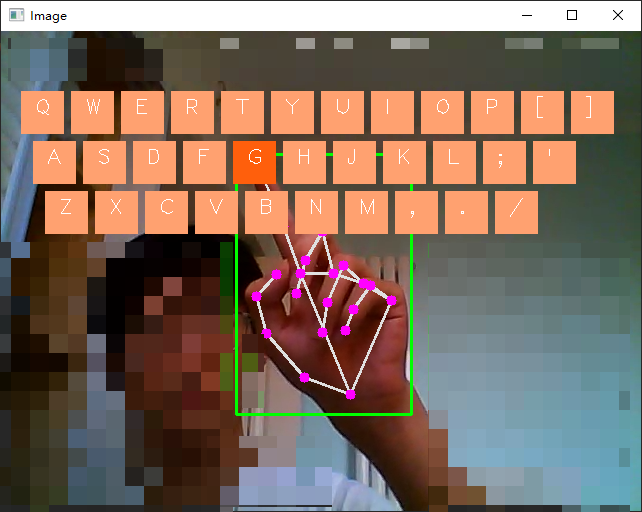 Image
Q W E R T Y U I O P [ ]
A S D F G H J K L ; '
Z X C V B N M , . /